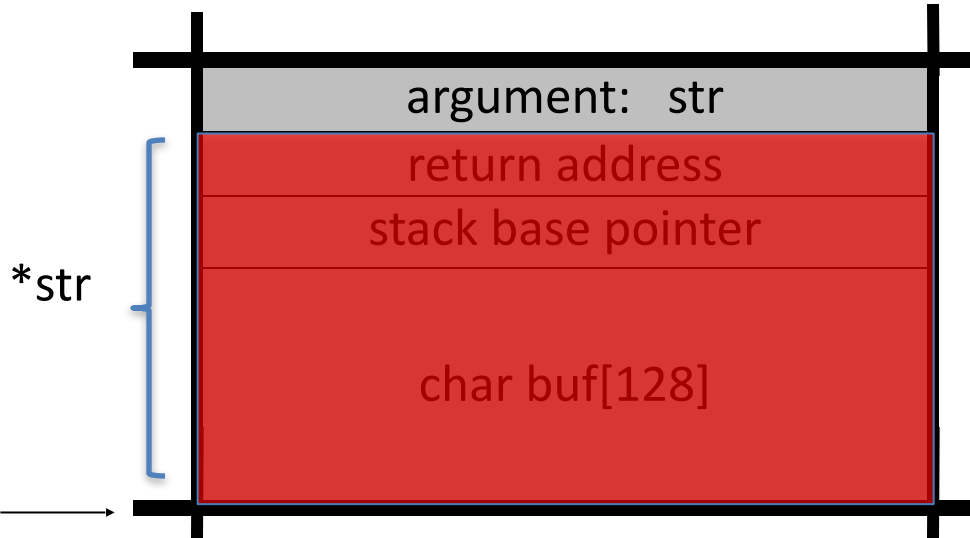 argument: str
return address
stack base pointer
*str
char buf[128]